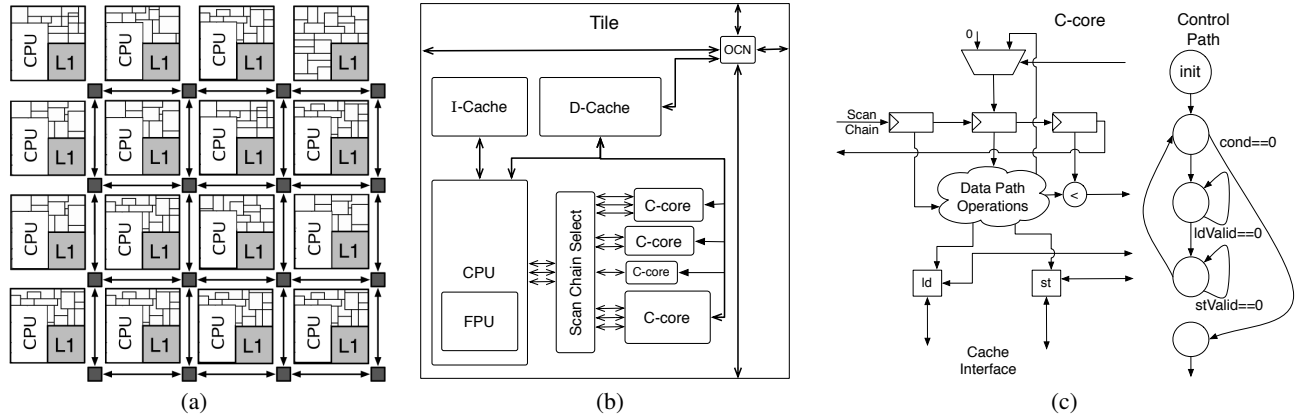 CPU L1 CPU L1 CPU L1 L1
CPU L1 CPU L1 CPU L1 CPU L1
CPU L1 CPU L1 CPU L1 CPU L1
CPU L1 CPU L1 CPU L1 CPU L1
(a)
Tile
OCN
I-Cache
D-Cache
CPU
FPU
Scan Chain Select
C-core
C-core
C-core
C-core
(b)
C-core
0
Scan
Chain
Data Path
Operations
<
ld
st
Cache
Interface
Control
Path
init
cond==0
ldValid==0
stValid==0
(c)